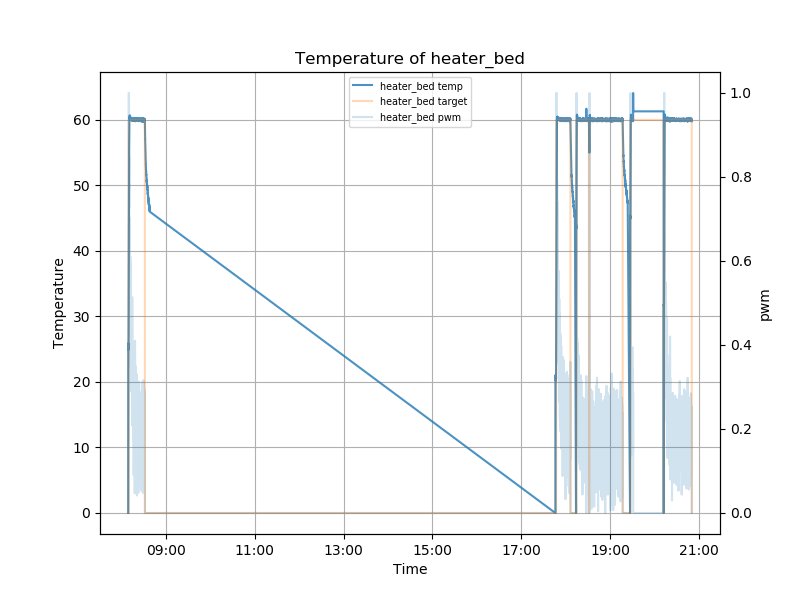 Temperature of heater_bed
heater_bed temp
heater_bed target
heater_bed pwm
Temperature
60
50
40
30
20
10
0
1.0
0.8
0.6
0.4
0.2
0.0
pwm
09:00 11:00 13:00 15:00 17:00 19:00 21:00
Time